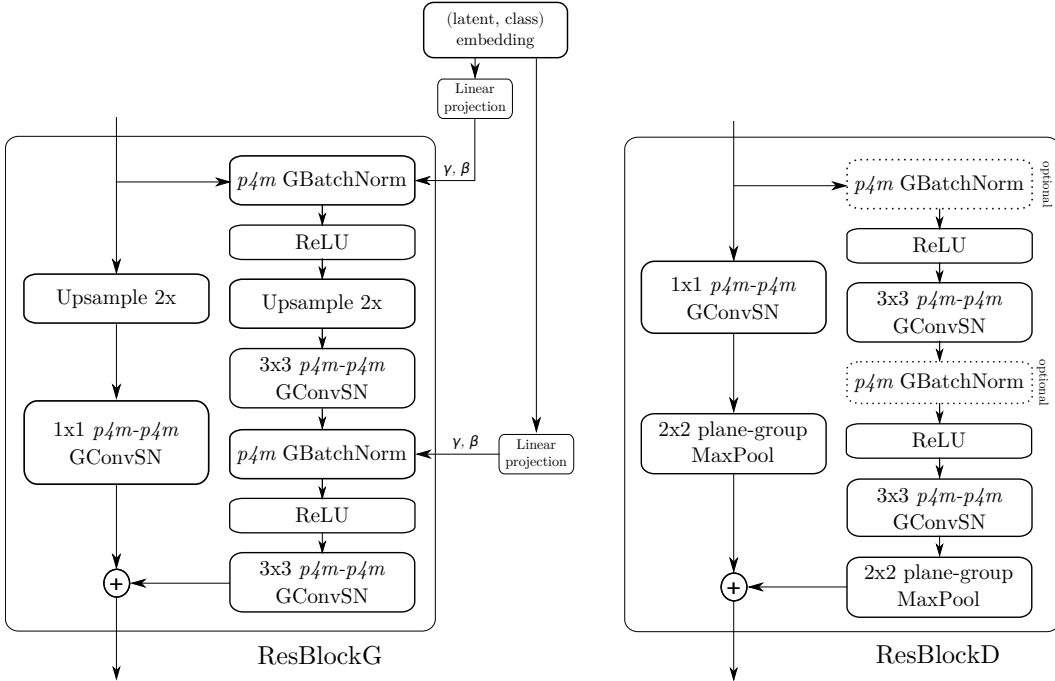 (latent, class)
embedding
Linear
projection
γ, β
p4m GBatchNorm
ReLU
Upsample 2x
Upsample 2x
3x3 p4m-p4m
GConvSN
1x1 p4m-p4m
GConvSN
p4m GBatchNorm
γ, β
Linear
projection
ReLU
3x3 p4m-p4m
GConvSN
+
ResBlockG
p4m GBatchNorm
optional
ReLU
1x1 p4m-p4m
GConvSN
3x3 p4m-p4m
GConvSN
p4m GBatchNorm
optional
2x2 plane-group
MaxPool
ReLU
3x3 p4m-p4m
GConvSN
2x2 plane-group
MaxPool
+
ResBlockD